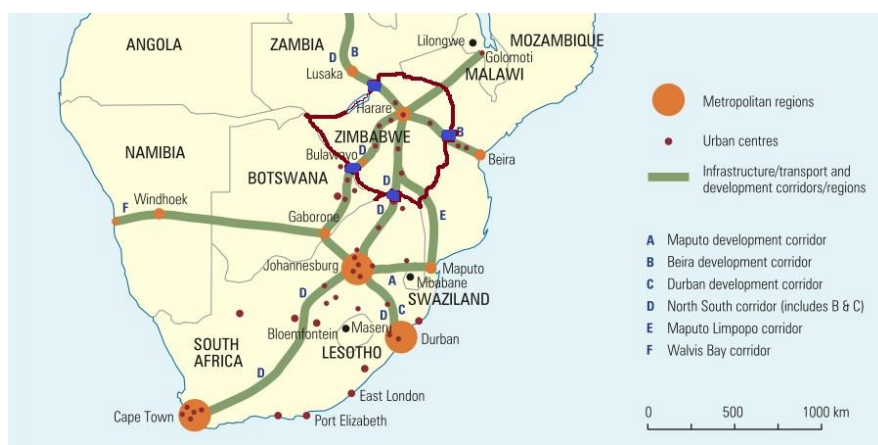 ANGOLA
ZAMBIA
Lilongwe
MOZAMBIQUE
D B
Golomoti
Lusaka
MALAWI
Harare
ZIMBABWE
B
NAMIBIA
Bulawayo
D
Beira
BOTSWANA
D
Windhoek
D
F
Gaborone
E
Johannesburg
Maputo
A
Mbabane
SWAZILAND
D
D C
Bloemfontein
Maseru
Durban
SOUTH
AFRICA
LESOTHO
D
East London
Cape Town
Port Elizabeth
Metropolitan regions
Urban centres
Infrastructure/transport and
development corridors/regions
A Maputo development corridor
B Beira development corridor
C Durban development corridor
D North South corridor (includes B & C)
E Maputo Limpopo corridor
F Walvis Bay corridor
0 500 1000 km